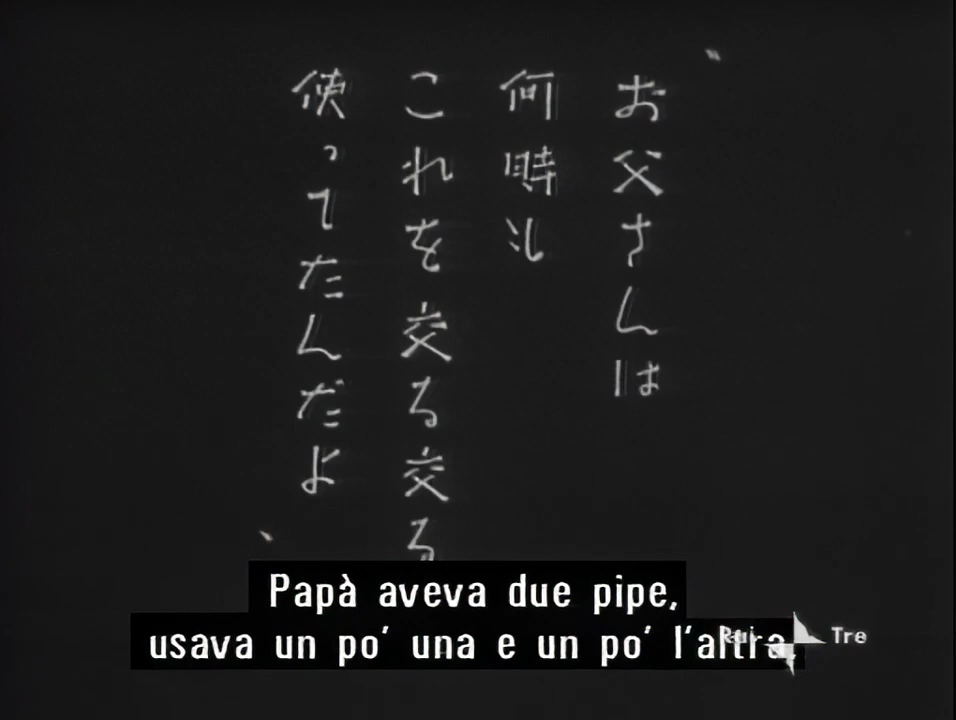 お父さんは
何時も
これを交る交る
使ってたんだよ
Papà aveva due pipe,
usava un po' una e un po' l'altra.
Rai Tre